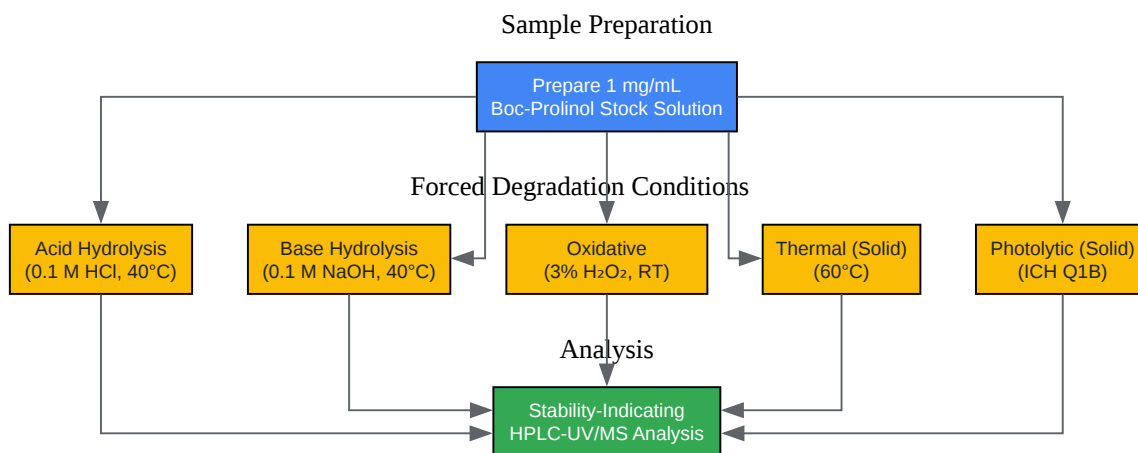 Sample Preparation
Prepare 1 mg/mL
Boc-Prolinol Stock Solution
Forced Degradation Conditions
Acid Hydrolysis
(0.1 M HCl, 40°C)
Base Hydrolysis
(0.1 M NaOH, 40°C)
Oxidative
(3% H₂O₂, RT)
Thermal (Solid)
(60°C)
Photolytic (Solid)
(ICH Q1B)
Analysis
Stability-Indicating
HPLC-UV/MS Analysis